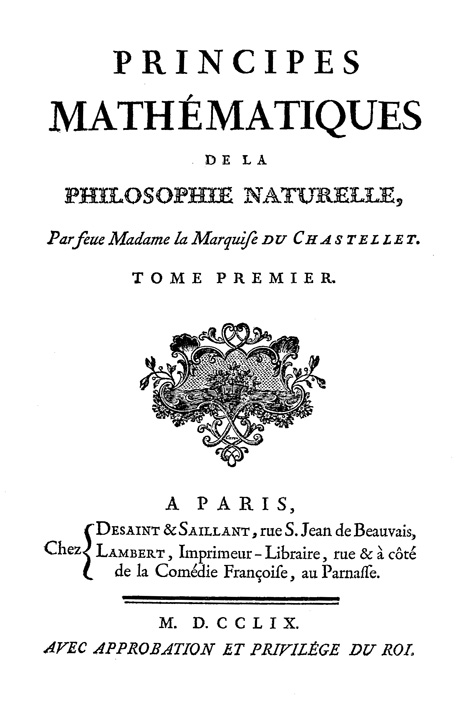 PRINCIPES
MATHÉMATIQUES
DE LA
PHILOSOPHIE NATURELLE,
Par feue Madame la Marquiſe DU CHASTELLET.
TOME PREMIER.
A PARIS,
DESAINT & SAILLANT, rue S. Jean de Beauvais,
Chez
LAMBERT, Imprimeur-Libraire, rue & à côté
de la Comédie Françoiſe, au Parnaſſe.
M. D. CCLIX.
AVEC APPROBATION ET PRIVILÉGE DU ROI.